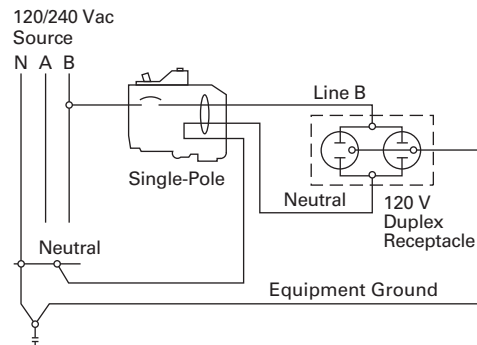 120/240 Vac
Source
N A B
Line B
Single-Pole
Neutral
120 V
Duplex
Receptacle
Neutral
Equipment Ground